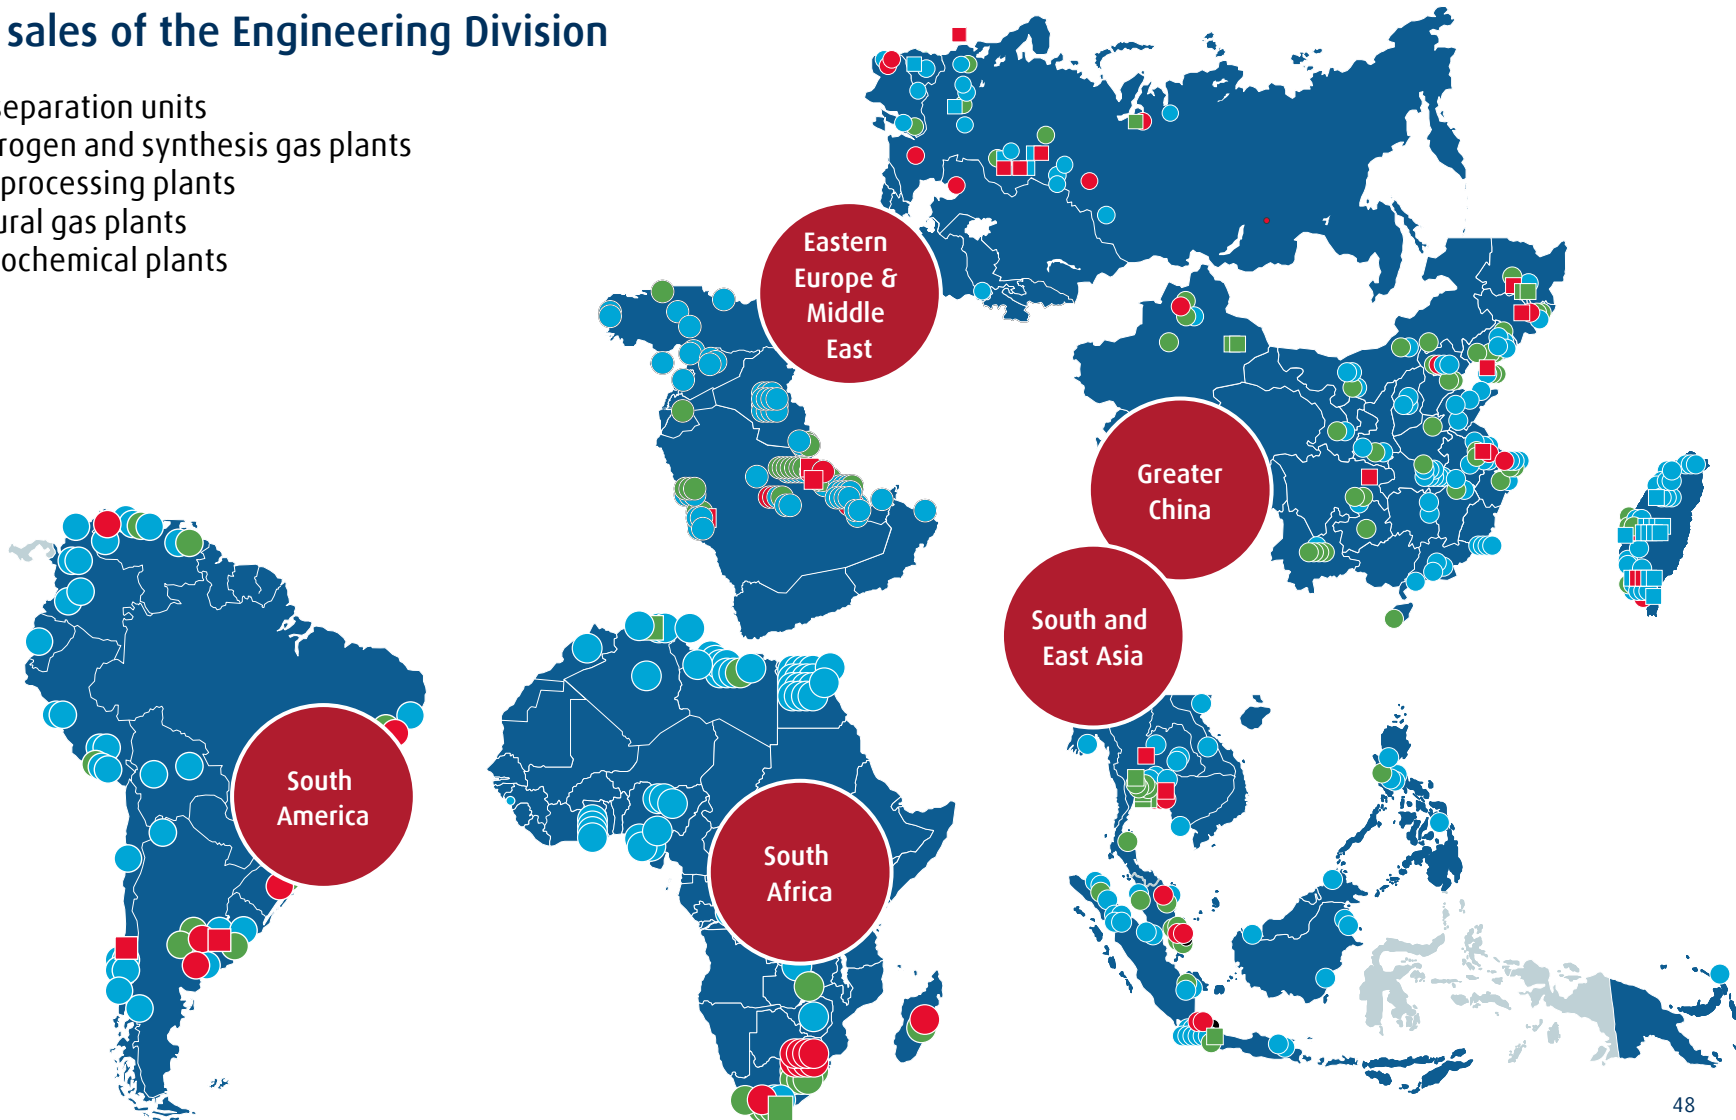 sales of the Engineering Division
separation units
rogen and synthesis gas plants
processing plants
ural gas plants
ochemical plants
Eastern
Europe &
Middle
East
Greater
China
South and
East Asia
South
America
South
Africa
48